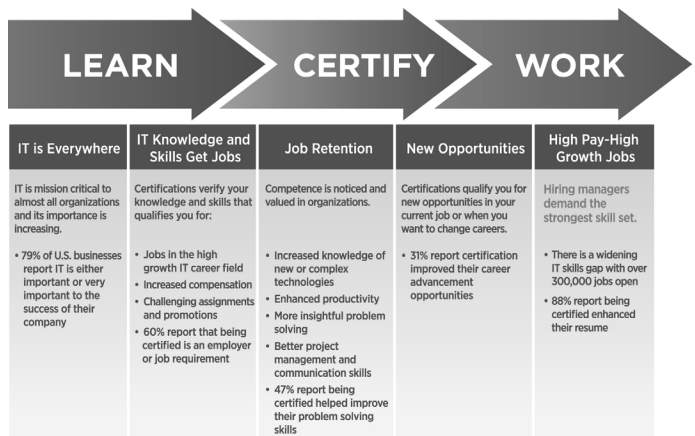 LEARN
CERTIFY
WORK
IT is Everywhere
IT is mission critical to
almost all organizations
and its importance is
increasing.
• 79% of U.S. businesses
report IT is either
important or very
important to the
success of their
company
IT Knowledge and
Skills Get Jobs
Certifications verify your
knowledge and skills that
qualifies you for:
• Jobs in the high
growth IT career field
• Increased compensation
• Challenging assignments
and promotions
• 60% report that being
certified is an employer
or job requirement
Job Retention
Competence is noticed and
valued in organizations.
• Increased knowledge of
new or complex
technologies
• Enhanced productivity
• More insightful problem
solving
• Better project
management and
communication skills
• 47% report being
certified helped improve
their problem solving
skills
New Opportunities
Certifications qualify you for
new opportunities in your
current job or when you
want to change careers.
• 31% report certification
improved their career
advancement
opportunities
High Pay-High
Growth Jobs
Hiring managers
demand the
strongest skill set.
• There is a widening
IT skills gap with over
300,000 jobs open
• 88% report being
certified enhanced
their resume